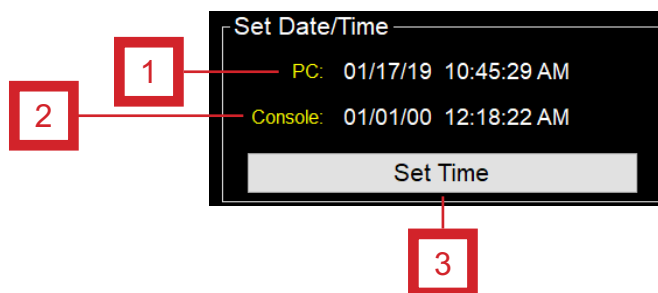 Set Date/Time
1
PC: 01/17/19 10:45:29 AM
2
Console: 01/01/00 12:18:22 AM
Set Time
3